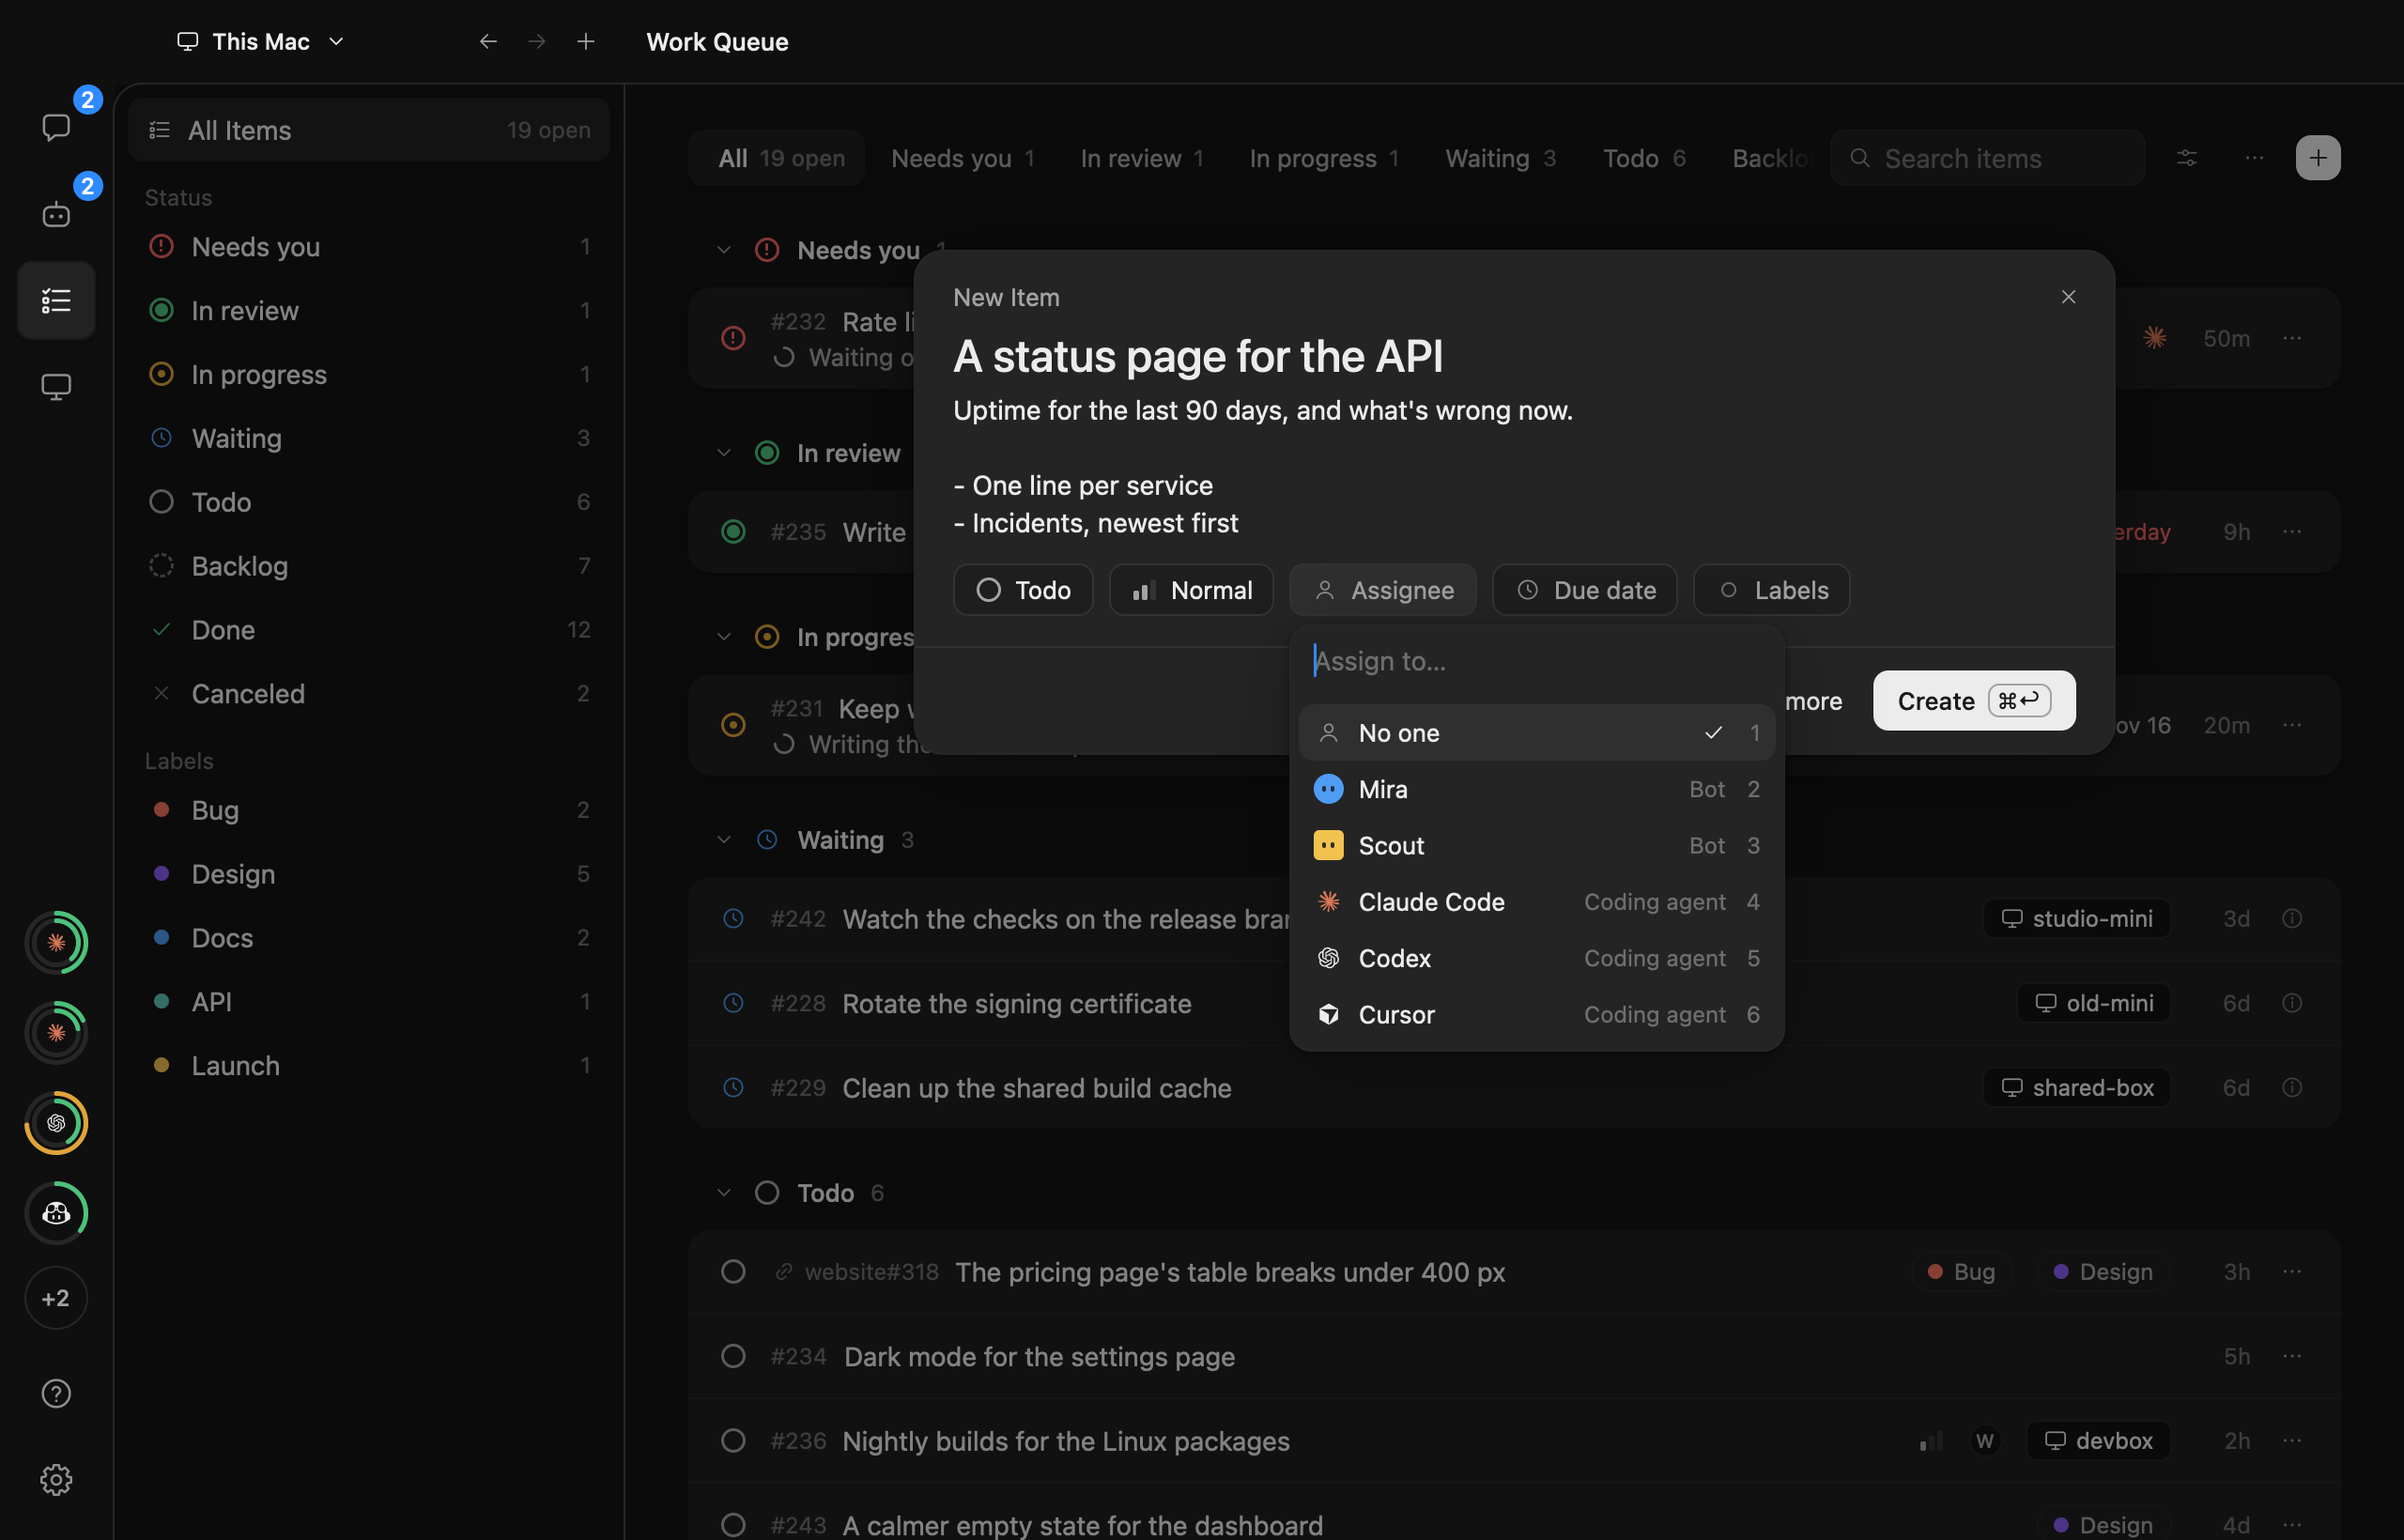 This Mac
Work Queue
2
2
All Items 19 open
Status
Needs you 1
In review 1
In progress 1
Waiting 3
Todo 6
Backlog 7
Done 12
Canceled 2
Labels
Bug 2
Design 5
Docs 2
API 1
Launch 1
+2
All 19 open
Needs you 1
In review 1
In progress 1
Waiting 3
Todo 6
Backlo
Search items
Needs you 1
#232 Rate li
Waiting o
50m
In review
#235 Write
erday 9h
In progres
#231 Keep
Writing th
ov 16 20m
New Item
A status page for the API
Uptime for the last 90 days, and what's wrong now.
- One line per service
- Incidents, newest first
Todo
Normal
Assignee
Due date
Labels
more
Create ⌘↩
Assign to...
No one 1
Mira Bot 2
Scout Bot 3
Claude Code Coding agent 4
Codex Coding agent 5
Cursor Coding agent 6
Waiting 3
#242 Watch the checks on the release bra
studio-mini 3d
#228 Rotate the signing certificate
old-mini 6d
#229 Clean up the shared build cache
shared-box 6d
Todo 6
website#318 The pricing page's table breaks under 400 px
Bug Design 3h
#234 Dark mode for the settings page 5h
#236 Nightly builds for the Linux packages
W devbox 2h
#243 A calmer empty state for the dashboard
Design 4d